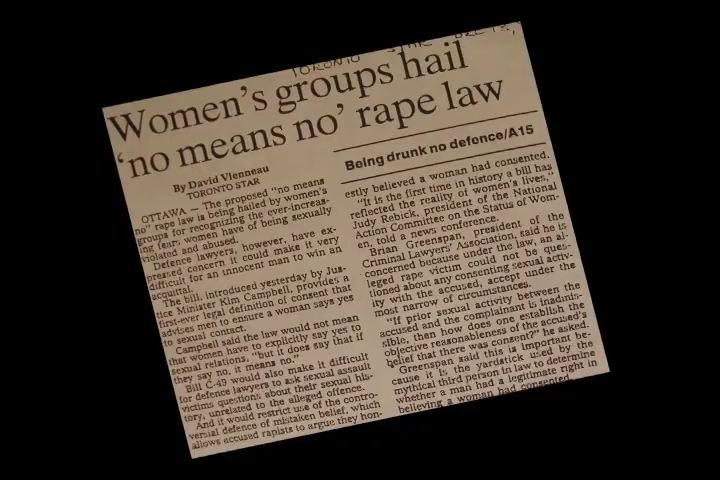 TORONTO
Women's groups hail
'no means no' rape law
By David Vienneau
TORONTO STAR
OTTAWA — The proposed "no means
no" rape law is being hailed by women's
groups for recognizing the ever-increas-
ing fear women have of being sexually
violated and abused.
Defence lawyers, however, have ex-
pressed concern it could make it very
difficult for an innocent man to win an
acquittal.
The bill, introduced yesterday by Jus-
tice Minister Kim Campbell, provides a
first-ever legal definition of consent that
advises men to ensure a woman says yes
to sexual contact.
Campbell said the law would not mean
that women have to explicitly say yes to
sexual relations, "but it does say that if
they say no, it means no."
Bill C-49 would also make it difficult
for defence lawyers to ask sexual assault
victims questions about their sexual his-
tory, unrelated to the alleged offence.
And it would restrict use of the contro-
versial defence of mistaken belief, which
allows accused rapists to argue they hon-
Being drunk no defence/A15
estly believed a woman had consented.
"It is the first time in history a bill has
reflected the reality of women's lives,"
Judy Rebick, president of the National
Action Committee on the Status of Wom-
en, told a news conference.
Brian Greenspan, president of the
Criminal Lawyers' Association, said he is
concerned because under the law, an al-
leged rape victim could not be ques-
tioned about any consenting sexual activ-
ity with the accused, accept under the
most narrow of circumstances.
"If prior sexual activity between the
accused and the complainant is inadmis-
sible, then how does one establish the
objective reasonableness of the accused's
belief that there was consent?" he asked.
Greenspan said this is important be-
cause it is the yardstick used by the
mythical third person in law to determine
whether a man had a legitimate right in
believing a woman had consented.